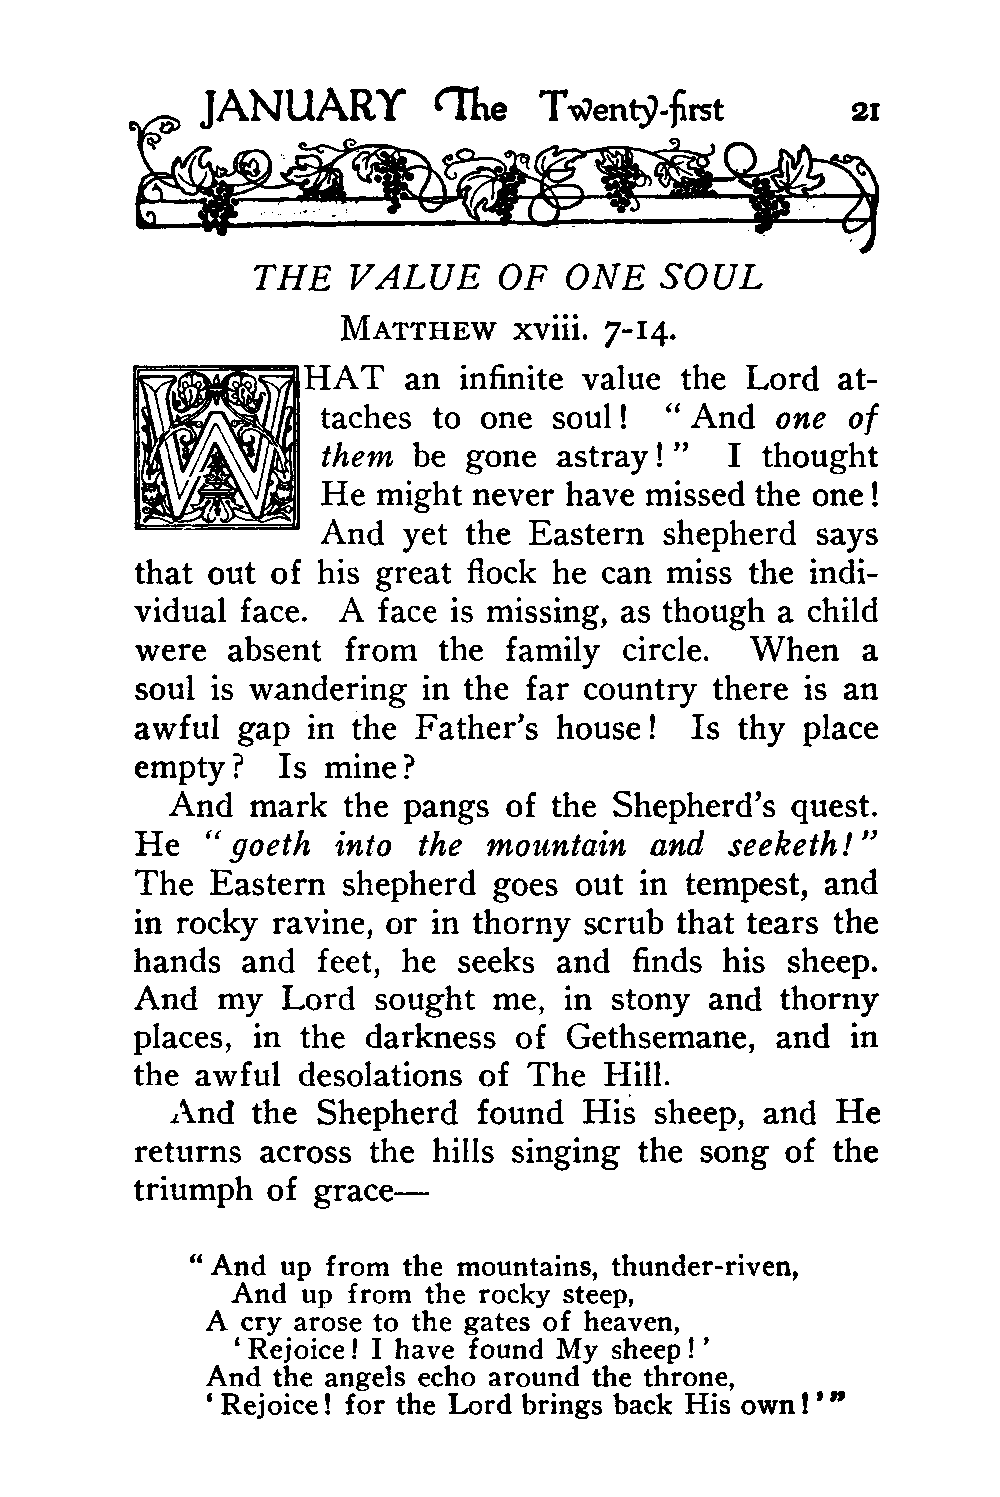 JANUARY The Twenty-first 21
THE VALUE OF ONE SOUL
MATTHEW xviii. 7-14.
WHAT an infinite value the Lord at-
taches to one soul! “And one of
them be gone astray!” I thought
He might never have missed the one!
And yet the Eastern shepherd says
that out of his great flock he can miss the indi-
vidual face. A face is missing, as though a child
were absent from the family circle. When a
soul is wandering in the far country there is an
awful gap in the Father’s house! Is thy place
empty? Is mine?
And mark the pangs of the Shepherd’s quest.
He “goeth into the mountain and seeketh!”
The Eastern shepherd goes out in tempest, and
in rocky ravine, or in thorny scrub that tears the
hands and feet, he seeks and finds his sheep.
And my Lord sought me, in stony and thorny
places, in the darkness of Gethsemane, and in
the awful desolations of The Hill.
And the Shepherd found His sheep, and He
returns across the hills singing the song of the
triumph of grace—
“And up from the mountains, thunder-riven,
And up from the rocky steep,
A cry arose to the gates of heaven,
‘Rejoice! I have found My sheep!’
And the angels echo around the throne,
‘Rejoice! for the Lord brings back His own!’”